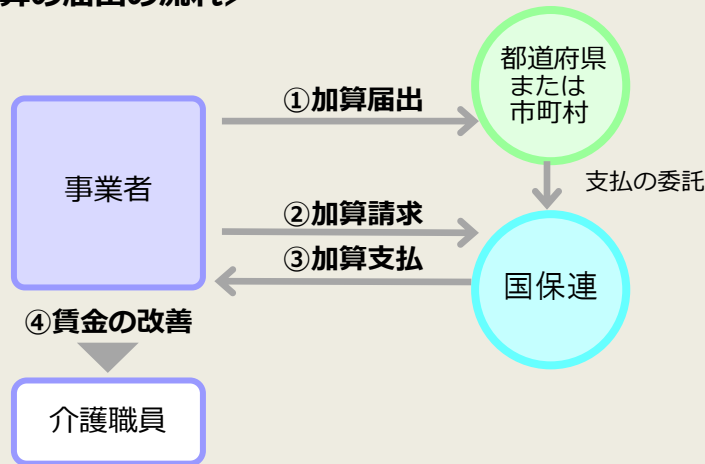 算の届出の流れ>
都道府県
または
市町村
①加算届出
事業者
支払の委託
②加算請求
③加算支払
国保連
④賃金の改善
介護職員